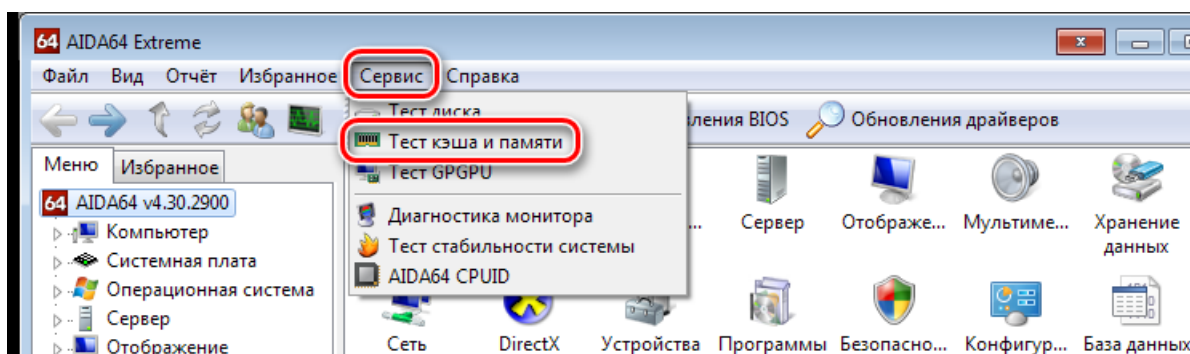 64 AIDA64 Extreme
Файл Вид Отчёт Избранное Сервис Справка
Тест диска
Тест кэша и памяти
Тест GPGPU
Диагностика монитора
Тест стабильности системы
AIDA64 CPUID
BIOS
Обновления драйверов
Меню Избранное
64 AIDA64 v4.30.2900
Компьютер
Системная плата
Операционная система
Сервер
Отображение
Сервер
Отображе...
Мультиме...
Хранение
данных
Сеть
DirectX
Устройства
Программы
Безопасно...
Конфигур...
База данных